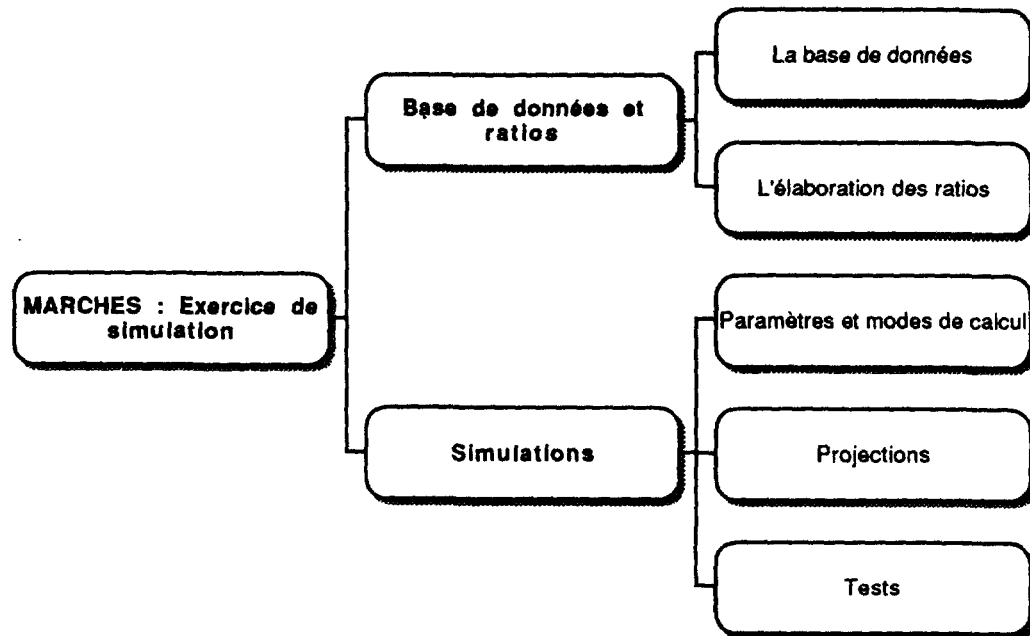 La base de données
Base de données et
ratios
L'élaboration des ratios
MARCHES : Exercice de
simulation
Paramètres et modes de calcul
Simulations
Projections
Tests